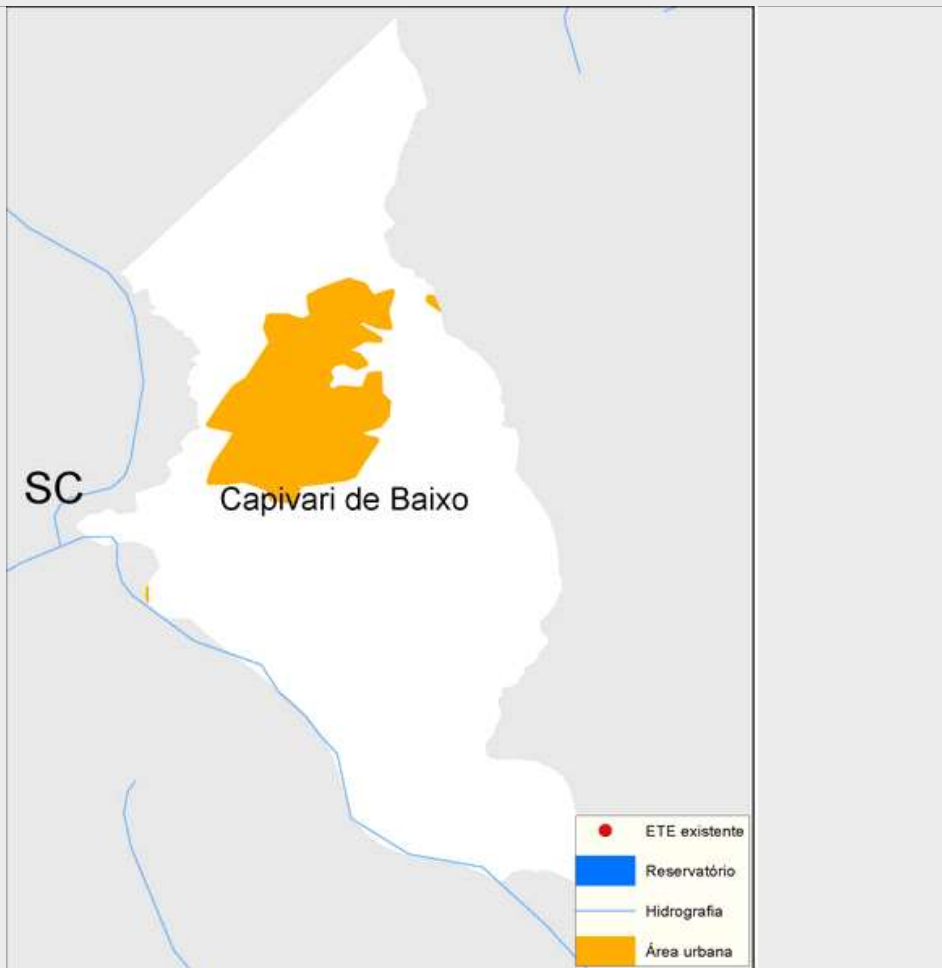 SC
Capivari de Baixo
ETE existente
Reservatório
Hidrografia
Área urbana